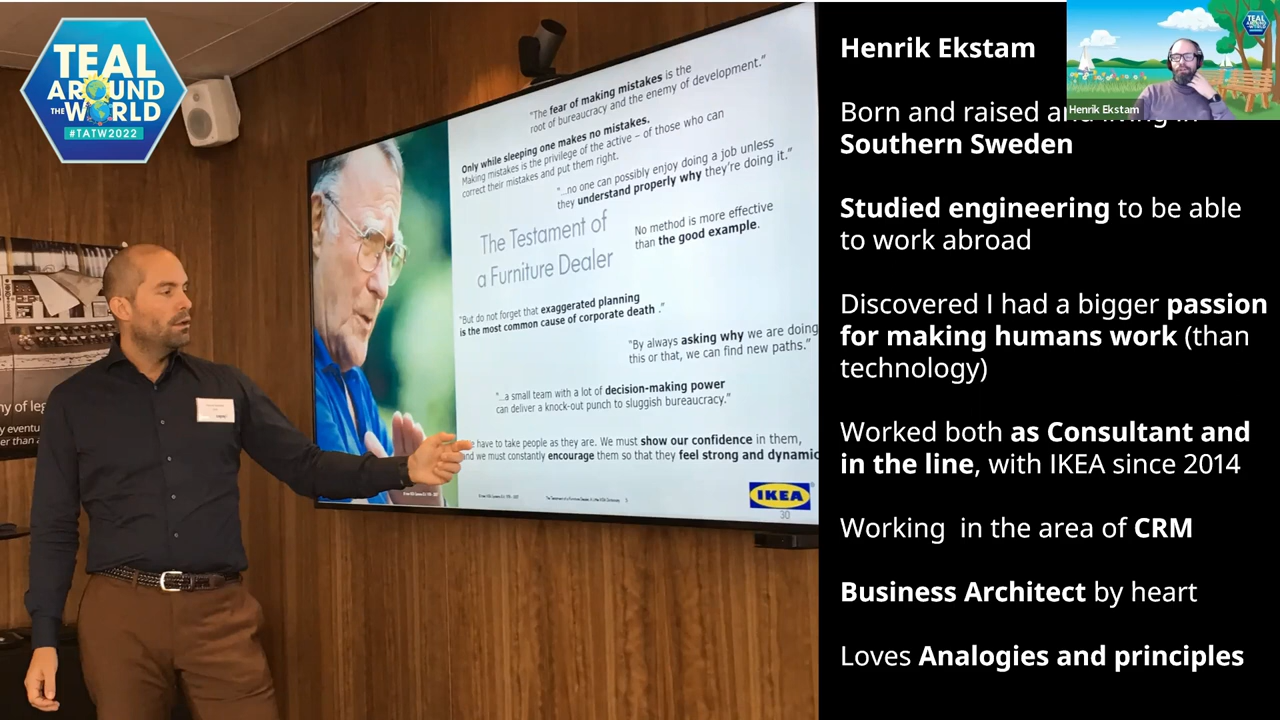 TEAL
AROUND
THE WORLD
#TATW2022
"The fear of making mistakes is the
root of bureaucracy and the enemy of development."
Only while sleeping one makes no mistakes.
Making mistakes is the privilege of the active – of those who can
correct their mistakes and put them right.
"...no one can possibly enjoy doing a job unless
they understand properly why they're doing it."
The Testament of
a Furniture Dealer
No method is more effective
than the good example.
"But do not forget that exaggerated planning
is the most common cause of corporate death ."
"By always asking why we are doing
this or that, we can find new paths."
"...a small team with a lot of decision-making power
can deliver a knock-out punch to sluggish bureaucracy."
have to take people as they are. We must show our confidence in them,
and we must constantly encourage them so that they feel strong and dynamic
IKEA
30
ny of leg
y eventu
er than a
Henrik Ekstam
Henrik Ekstam
Born and raised and living in
Southern Sweden
Studied engineering to be able
to work abroad
Discovered I had a bigger passion
for making humans work (than
technology)
Worked both as Consultant and
in the line, with IKEA since 2014
Working in the area of CRM
Business Architect by heart
Loves Analogies and principles